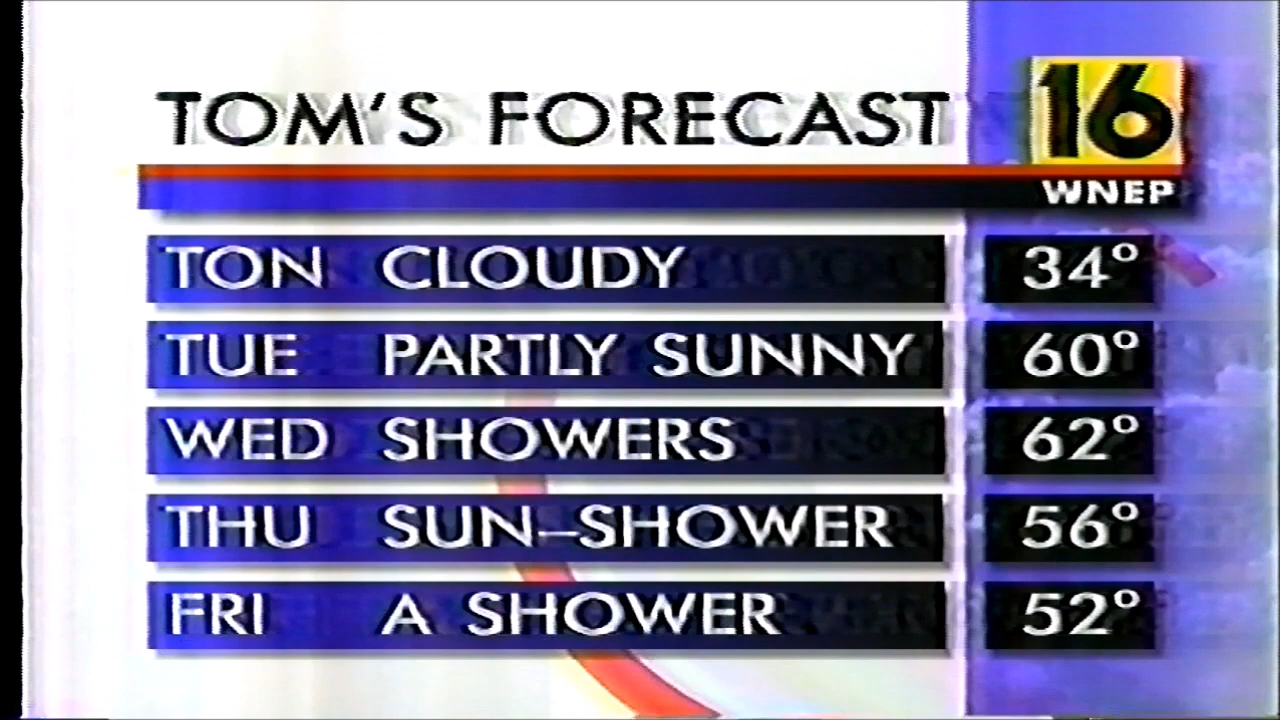 TOM'S FORECAST
16
WNEP
TON CLOUDY 34°
TUE PARTLY SUNNY 60°
WED SHOWERS 62°
THU SUN–SHOWER 56°
FRI A SHOWER 52°